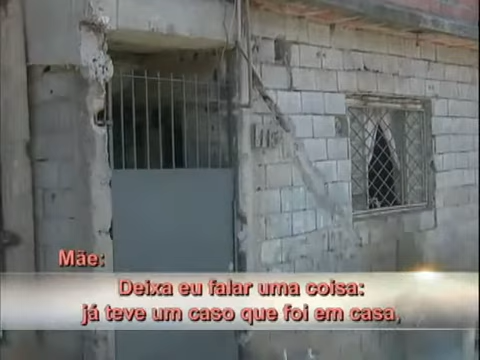 Mãe:
Deixa eu falar uma coisa:
já teve um caso que foi em casa,